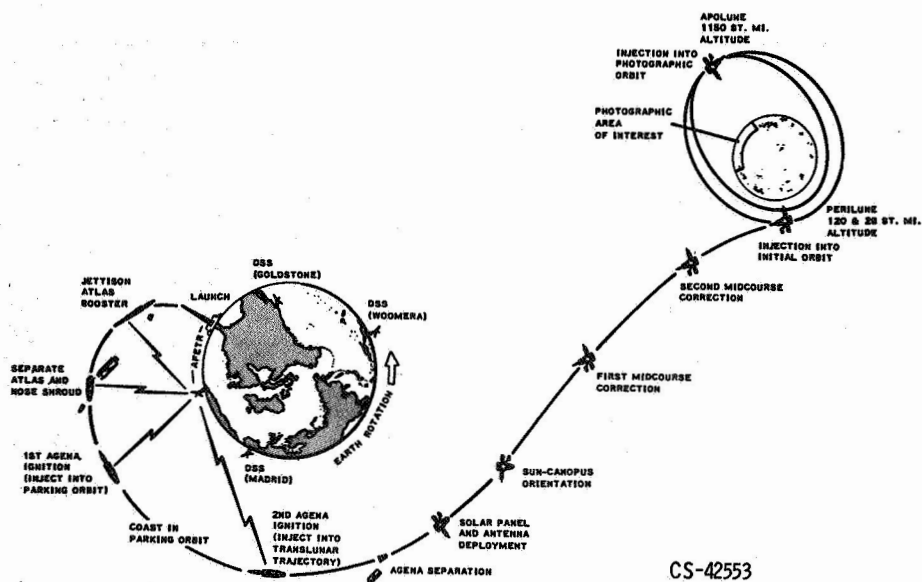 APOLUNE
1150 ST. MI.
ALTITUDE
INJECTION INTO
PHOTOGRAPHIC
ORBIT
PHOTOGRAPHIC
AREA
OF INTEREST
PERILUNE
120 & 28 ST. MI.
ALTITUDE
INJECTION INTO
INITIAL ORBIT
SECOND MIDCOURSE
CORRECTION
FIRST MIDCOURSE
CORRECTION
SUN-CANOPUS
ORIENTATION
SOLAR PANEL
AND ANTENNA
DEPLOYMENT
AGENA SEPARATION
2ND AGENA
IGNITION
(INJECT INTO
TRANSLUNAR
TRAJECTORY)
COAST IN
PARKING ORBIT
1ST AGENA
IGNITION
(INJECT INTO
PARKING ORBIT)
SEPARATE
ATLAS AND
NOSE SHROUD
JETTISON
ATLAS
BOOSTER
LAUNCH
AFETR
DSS
(GOLDSTONE)
DSS
(WOOMERA)
DSS
(MADRID)
EARTH ROTATION
CS-42553